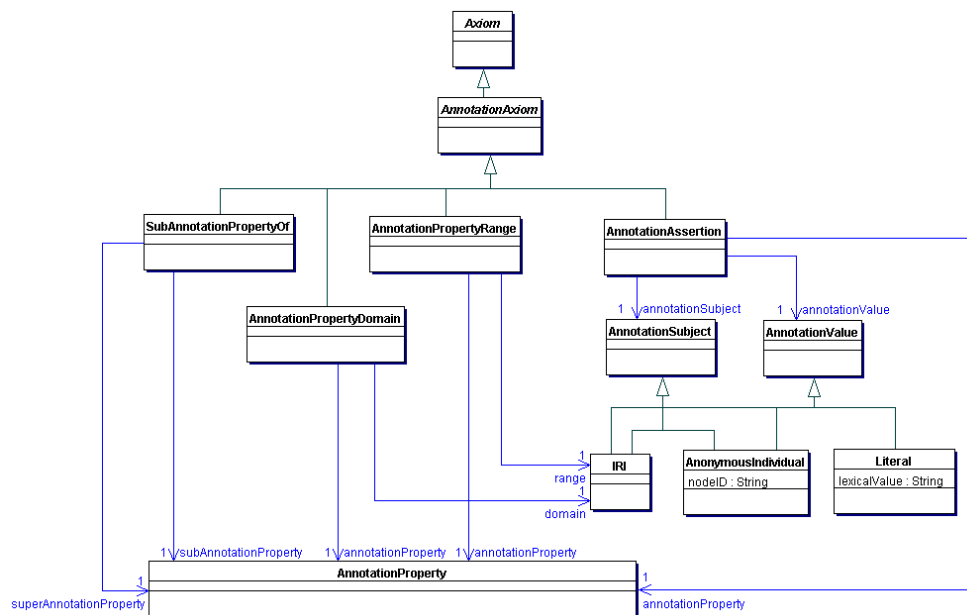 Axiom
AnnotationAxiom
SubAnnotationPropertyOf
AnnotationPropertyRange
AnnotationAssertion
AnnotationPropertyDomain
1 annotationSubject
1 annotationValue
AnnotationSubject
AnnotationValue
1
range
IRI
AnonymousIndividual
nodeID : String
Literal
lexicalValue : String
1
domain
1 subAnnotationProperty
1 annotationProperty
1 annotationProperty
AnnotationProperty
1
superAnnotationProperty
1
annotationProperty